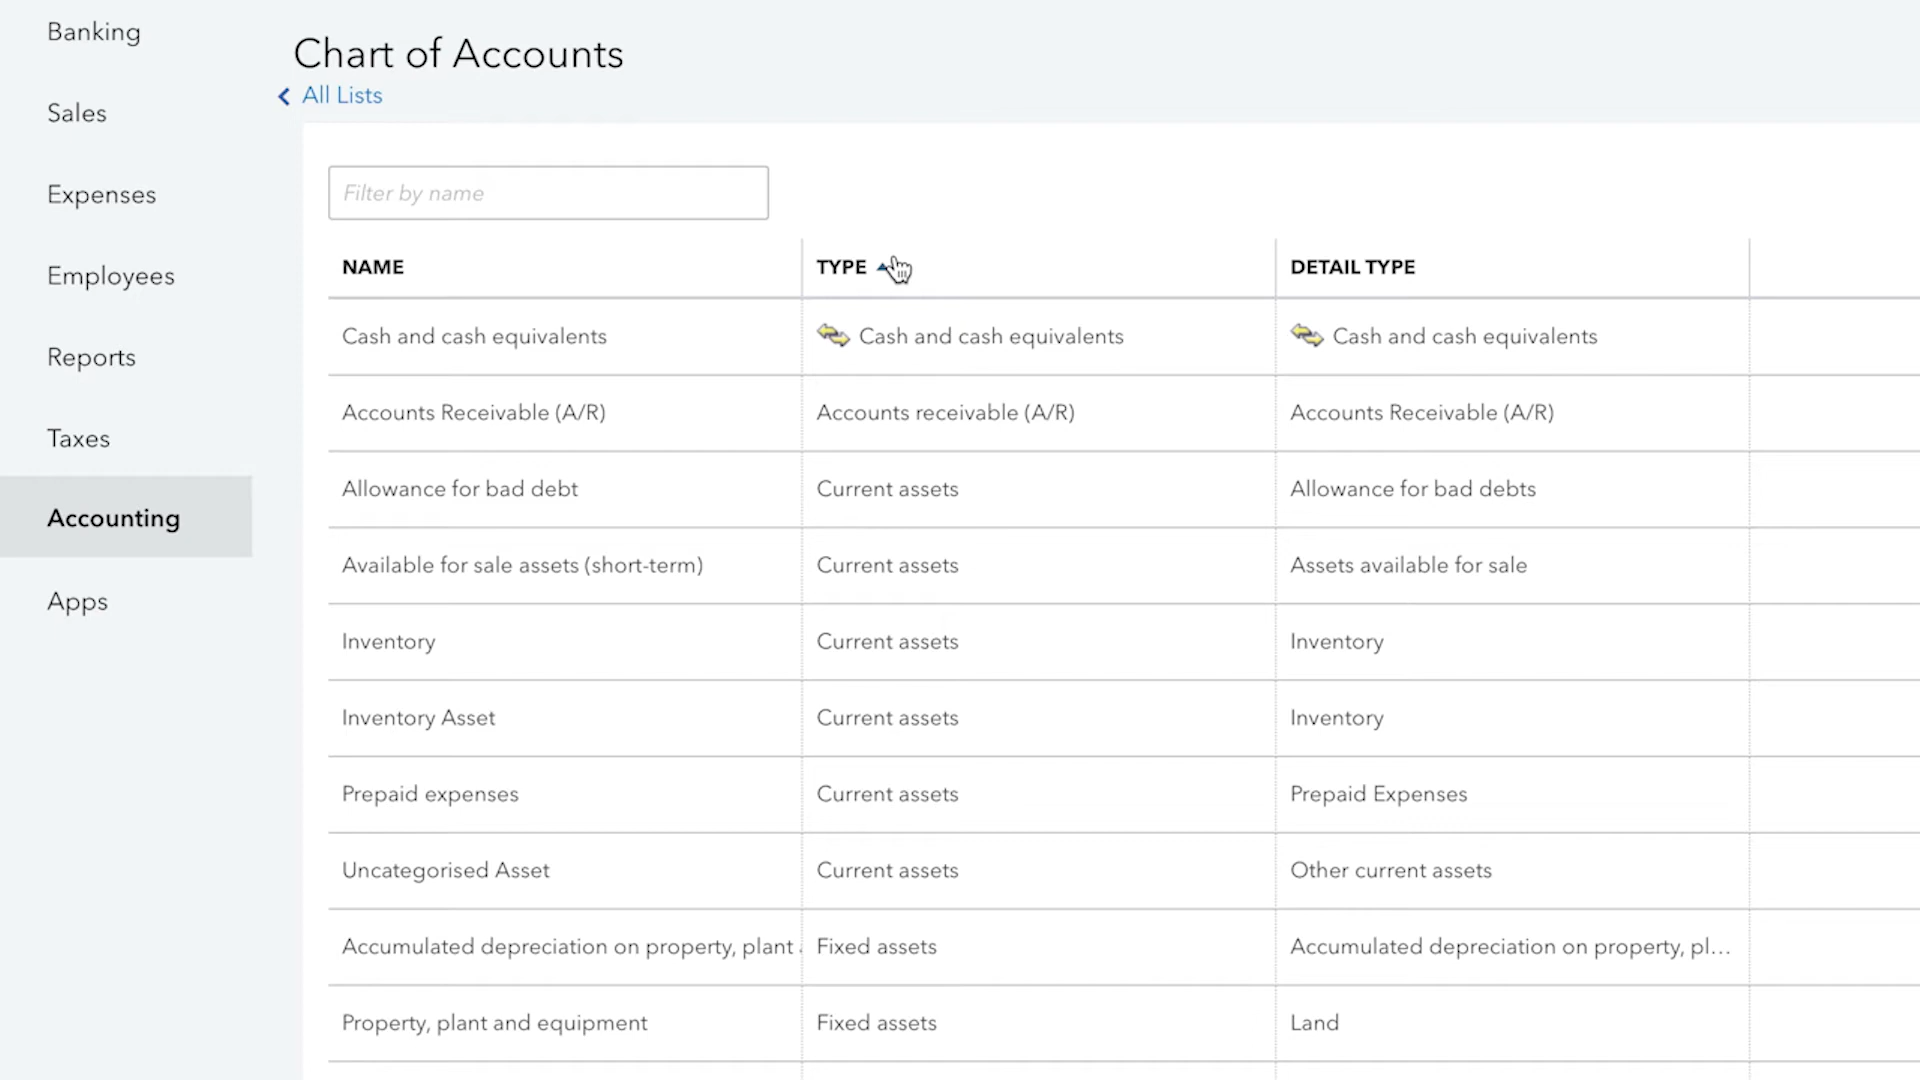 Banking
Sales
Expenses
Employees
Reports
Taxes
Accounting
Apps
Chart of Accounts
All Lists
Filter by name
NAME TYPE DETAIL TYPE
Cash and cash equivalents Cash and cash equivalents Cash and cash equivalents
Accounts Receivable (A/R) Accounts receivable (A/R) Accounts Receivable (A/R)
Allowance for bad debt Current assets Allowance for bad debts
Available for sale assets (short-term) Current assets Assets available for sale
Inventory Current assets Inventory
Inventory Asset Current assets Inventory
Prepaid expenses Current assets Prepaid Expenses
Uncategorised Asset Current assets Other current assets
Accumulated depreciation on property, plant Fixed assets Accumulated depreciation on property, pl...
Property, plant and equipment Fixed assets Land